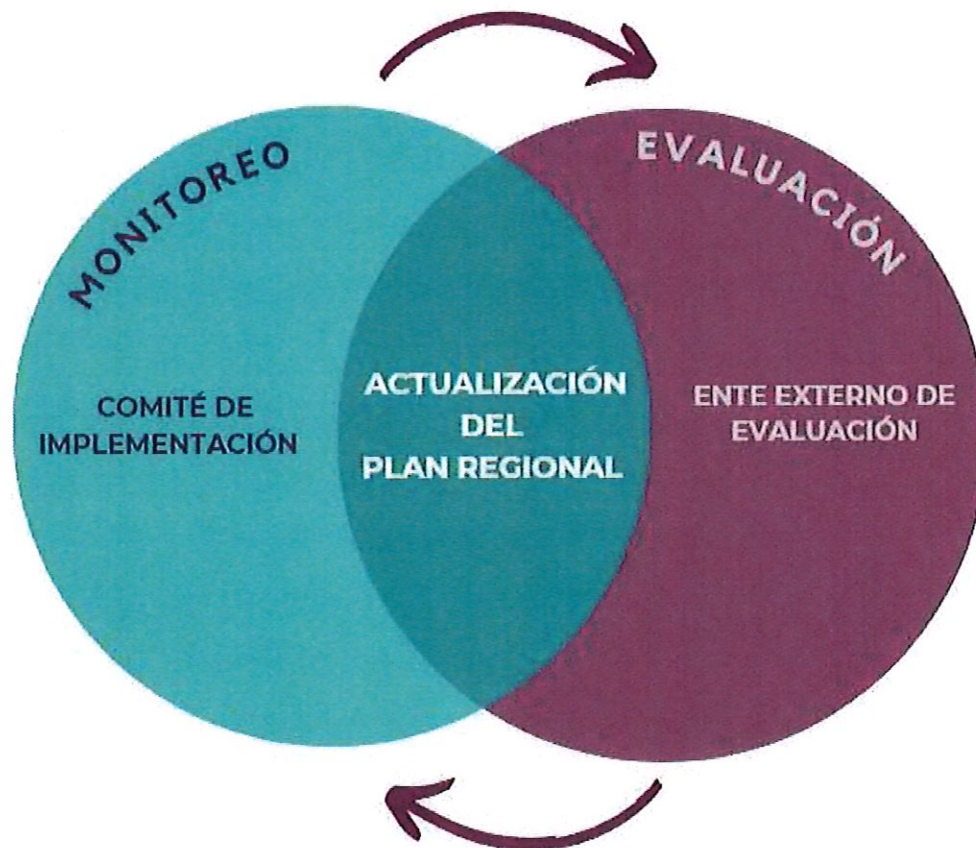 MONITOREO
EVALUACIÓN
COMITÉ DE
IMPLEMENTACIÓN
ACTUALIZACIÓN
DEL
PLAN REGIONAL
ENTE EXTERNO DE
EVALUACIÓN